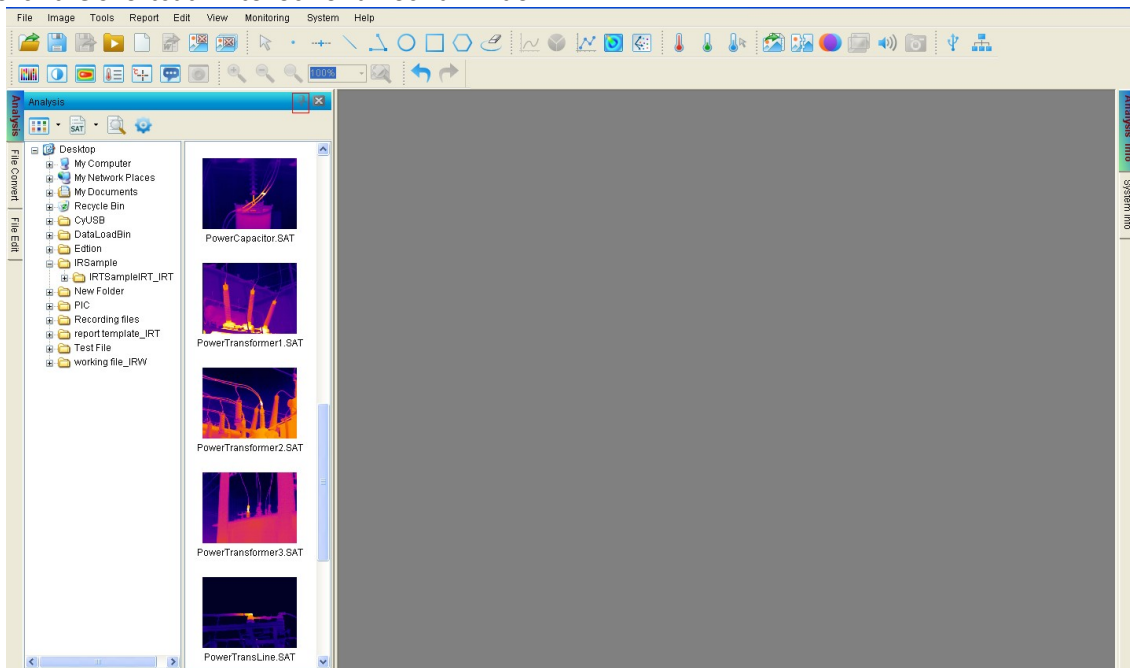 File Image Tools Report Edit View Monitoring System Help
100%
Analysis
SAT
Analysis
File Convert
File Edit
Desktop
My Computer
My Network Places
My Documents
Recycle Bin
CyUSB
DataLoadBin
Edtion
IRSample
IRTSampleIRT_IRT
New Folder
PIC
Recording files
report template_IRT
Test File
working file_IRW
PowerCapacitor.SAT
PowerTransformer1.SAT
PowerTransformer2.SAT
PowerTransformer3.SAT
PowerTransLine.SAT
Analysis Info
System Info